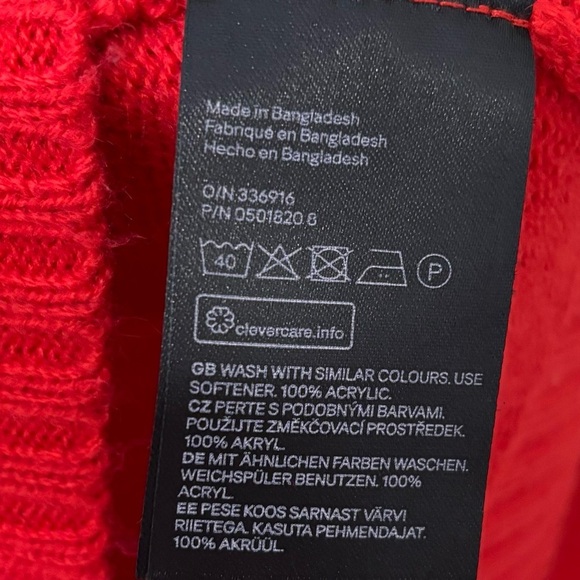 Made in Bangladesh
Fabriqué en Bangladesh
Hecho en Bangladesh
O/N 336916
P/N 0501820 8
40 P
clevercare.info
GB WASH WITH SIMILAR COLOURS. USE
SOFTENER. 100% ACRYLIC.
CZ PERTE S PODOBNÝMI BARVAMI.
POUŽIJTE ZMĚKČOVACÍ PROSTŘEDEK.
100% AKRYL.
DE MIT ÄHNLICHEN FARBEN WASCHEN.
WEICHSPÜLER BENUTZEN. 100%
ACRYL.
EE PESE KOOS SARNAST VÄRVI
RIIETEGA. KASUTA PEHMENDAJAT.
100% AKRÜÜL.